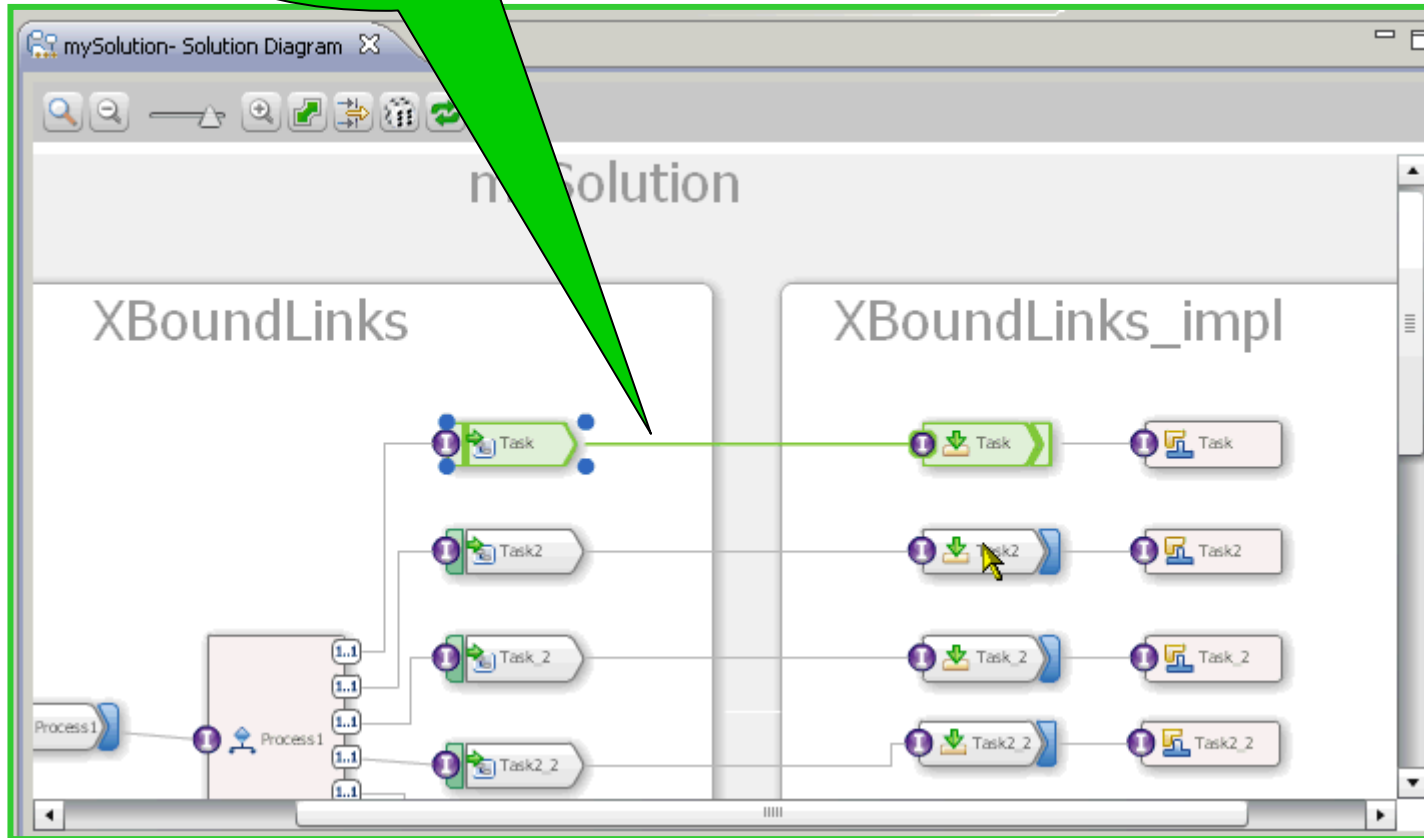 mySolution- Solution Diagram
Solution
XBoundLinks
XBoundLinks_impl
Task
Task
Task
Task2
Task2
Task2
Task_2
Task_2
Task_2
1..1
1..1
1..1
1..1
1..1
Process1
Process1
Task2_2
Task2_2
Task2_2